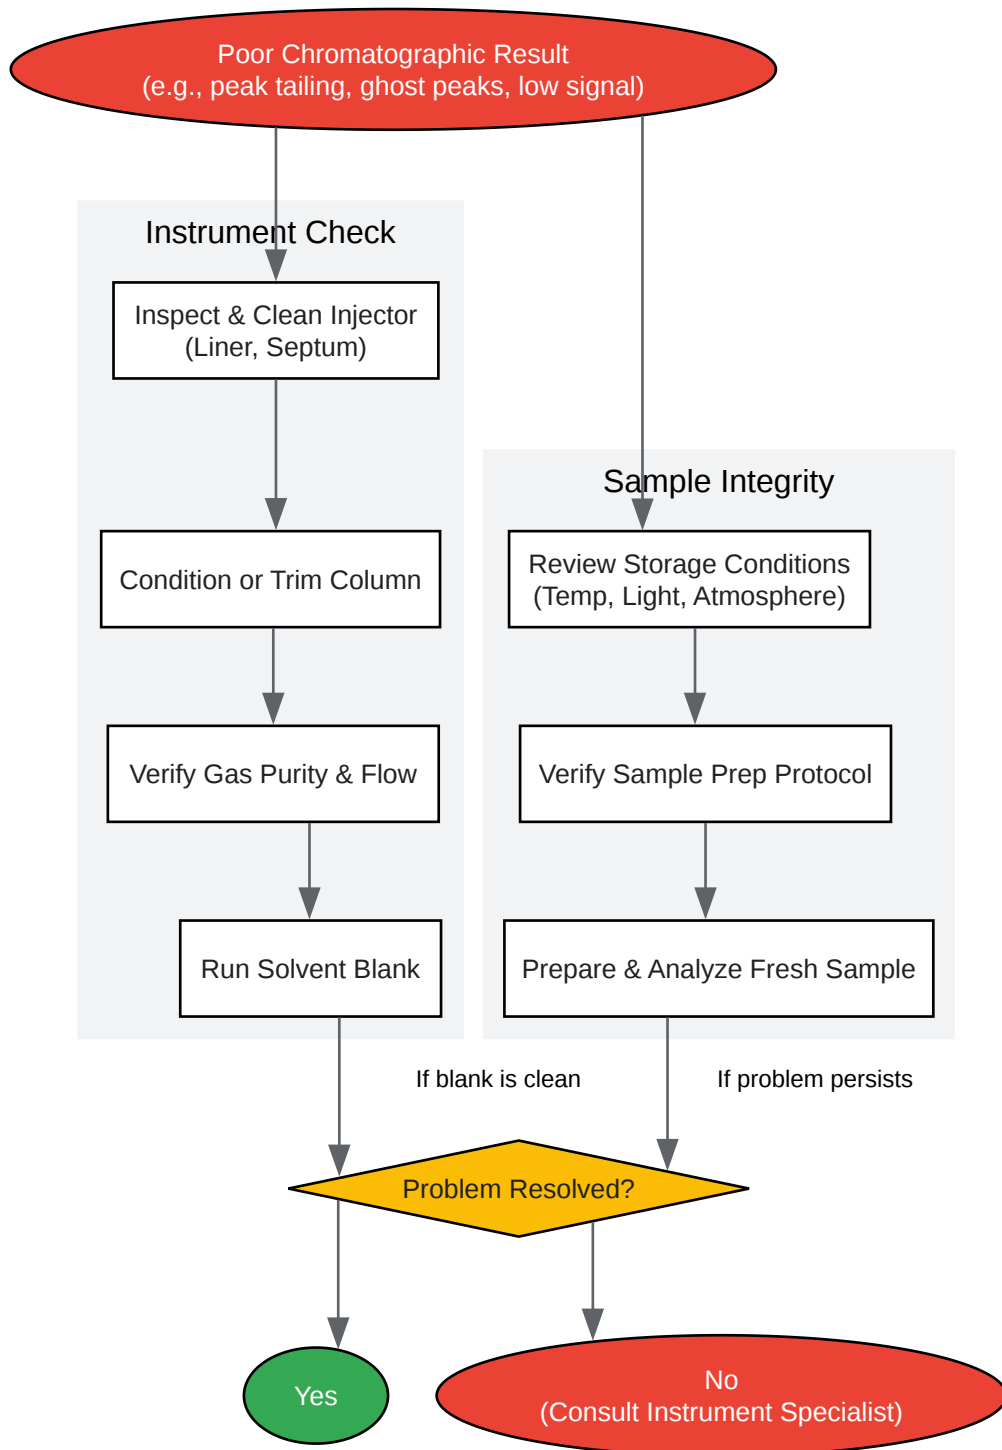 Poor Chromatographic Result
(e.g., peak tailing, ghost peaks, low signal)
Instrument Check
Inspect & Clean Injector
(Liner, Septum)
Condition or Trim Column
Verify Gas Purity & Flow
Run Solvent Blank
Sample Integrity
Review Storage Conditions
(Temp, Light, Atmosphere)
Verify Sample Prep Protocol
Prepare & Analyze Fresh Sample
If blank is clean
If problem persists
Problem Resolved?
Yes
No
(Consult Instrument Specialist)